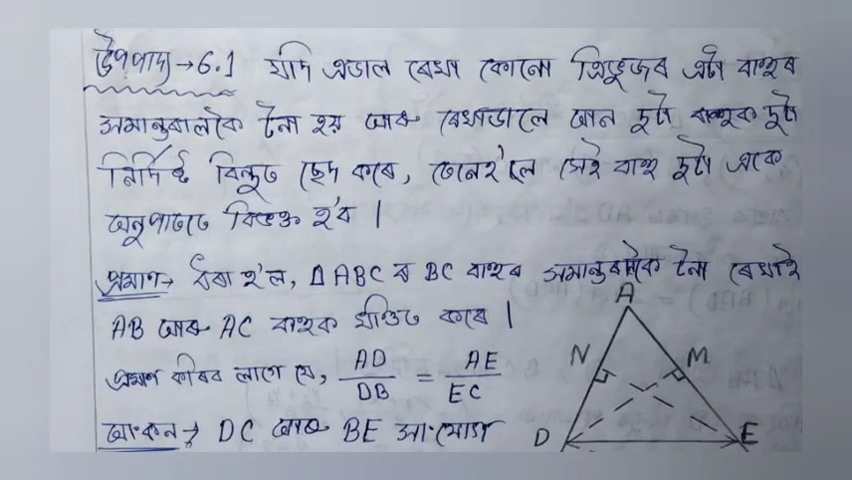 উপপাদ্য→6.1 যদি এডাল ৰেখা কোনো ত্ৰিভূজৰ এটা বাহুৰ
সমান্তৰালকৈ টনা হয় আৰু ৰেখাডালে আন দুটা বাহুক দুটা
নিৰ্দিষ্ট বিন্দুত ছেদ কৰে, তেনেহ'লে সেই বাহু দুটা একে
অনুপাতত বিভক্ত হ'ব |
প্ৰমাণ→ ধৰা হ'ল, Δ ABC ৰ BC বাহুৰ সমান্তৰালকৈ টনা ৰেখাই
AB আৰু AC বাহুক খণ্ডিত কৰে |
প্ৰমাণ কৰিব লাগে যে, AD/DB = AE/EC
আংকন→ DC আৰু BE সংযোগ
A
N M
D E